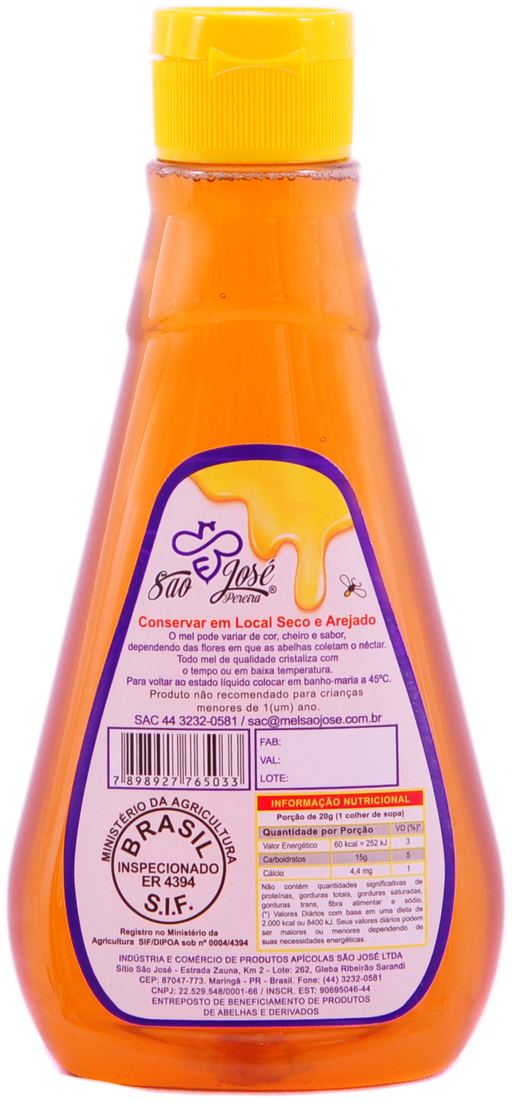 São José®
Pereira
Conservar em Local Seco e Arejado
O mel pode variar de cor, cheiro e sabor,
dependendo das flores em que as abelhas coletam o néctar.
Todo mel de qualidade cristaliza com
o tempo ou em baixa temperatura.
Para voltar ao estado líquido colocar em banho-maria a 45ºC.
Produto não recomendado para crianças
menores de 1(um) ano.
SAC 44 3232-0581 / sac@melsaojose.com.br
7 898927 765033
FAB:
VAL:
LOTE:
MINISTÉRIO DA AGRICULTURA
BRASIL
INSPECIONADO
ER 4394
S.I.F.
Registro no Ministério da
Agricultura SIF/DIPOA sob nº 0004/4394
INFORMAÇÃO NUTRICIONAL
Porção de 20g (1 colher de sopa)
Quantidade por Porção VD (%)*
Valor Energético 60 kcal = 252 kJ 3
Carboidratos 15g 5
Cálcio 4,4 mg 1
Não contém quantidades significativas de
proteínas, gorduras totais, gorduras saturadas,
gorduras trans, fibra alimentar e sódio.
(*) Valores Diários com base em uma dieta de
2.000 kcal ou 8400 kJ. Seus valores diários podem
ser maiores ou menores dependendo de
suas necessidades energéticas.
INDÚSTRIA E COMÉRCIO DE PRODUTOS APÍCOLAS SÃO JOSÉ LTDA
Sítio São José - Estrada Zauna, Km 2 - Lote: 262, Gleba Ribeirão Sarandi
CEP: 87047-773. Maringá - PR - Brasil. Fone: (44) 3232-0581
CNPJ: 22.529.548/0001-66 / INSCR. EST: 90695046-44
ENTREPOSTO DE BENEFICIAMENTO DE PRODUTOS
DE ABELHAS E DERIVADOS